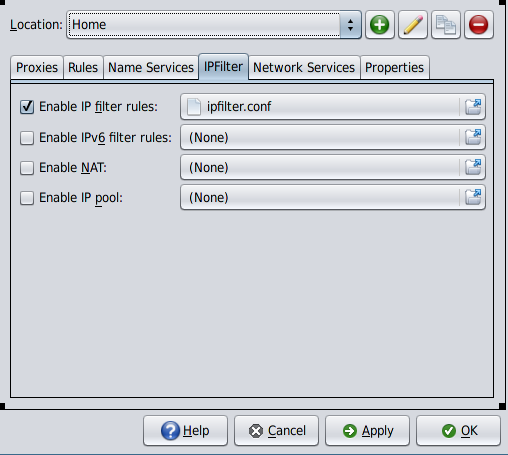 Location: Home
Proxies Rules Name Services IPFilter Network Services Properties
Enable IP filter rules: ipfilter.conf
Enable IPv6 filter rules: (None)
Enable NAT: (None)
Enable IP pool: (None)
Help Cancel Apply OK